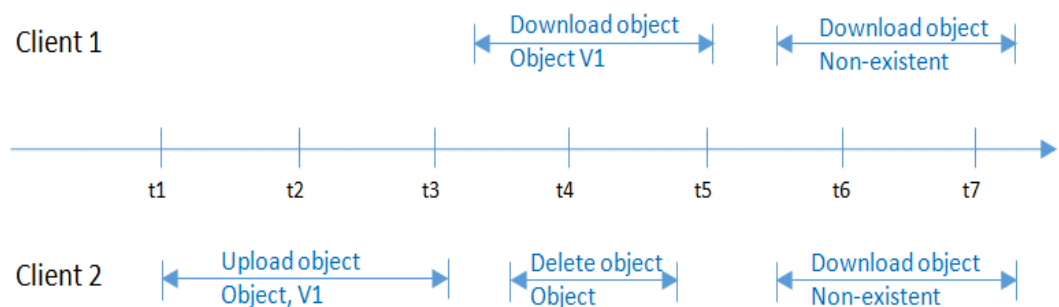 Client 1
Download object
Object V1
Download object
Non-existent
t1 t2 t3 t4 t5 t6 t7
Client 2
Upload object
Object, V1
Delete object
Object
Download object
Non-existent